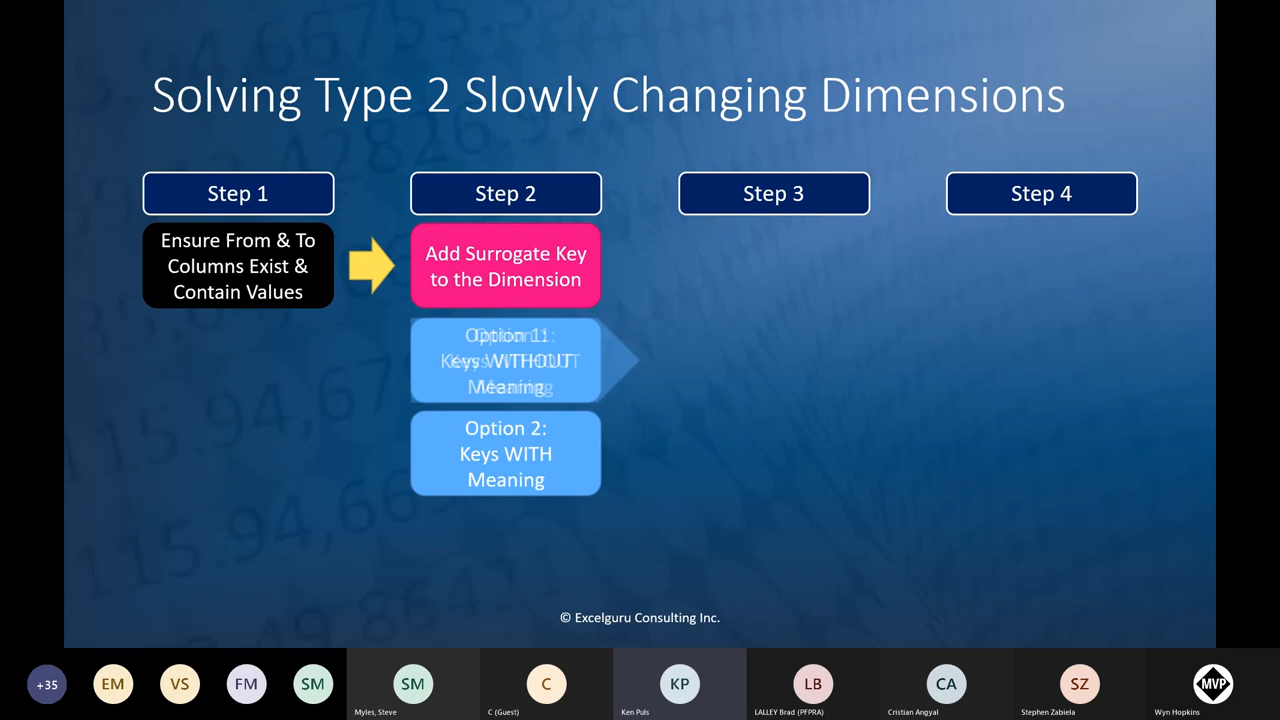 Solving Type 2 Slowly Changing Dimensions
Step 1
Step 2
Step 3
Step 4
Ensure From & To
Columns Exist &
Contain Values
Add Surrogate Key
to the Dimension
Option 1:
Keys WITHOUT
Meaning
Option 2:
Keys WITH
Meaning
© Excelguru Consulting Inc.
+35
EM
VS
FM
SM
SM
C
KP
LB
CA
SZ
MVP
Myles, Steve
C (Guest)
Ken Puls
LALLEY Brad (PFPRA)
Cristian Angyal
Stephen Zabiela
Wyn Hopkins